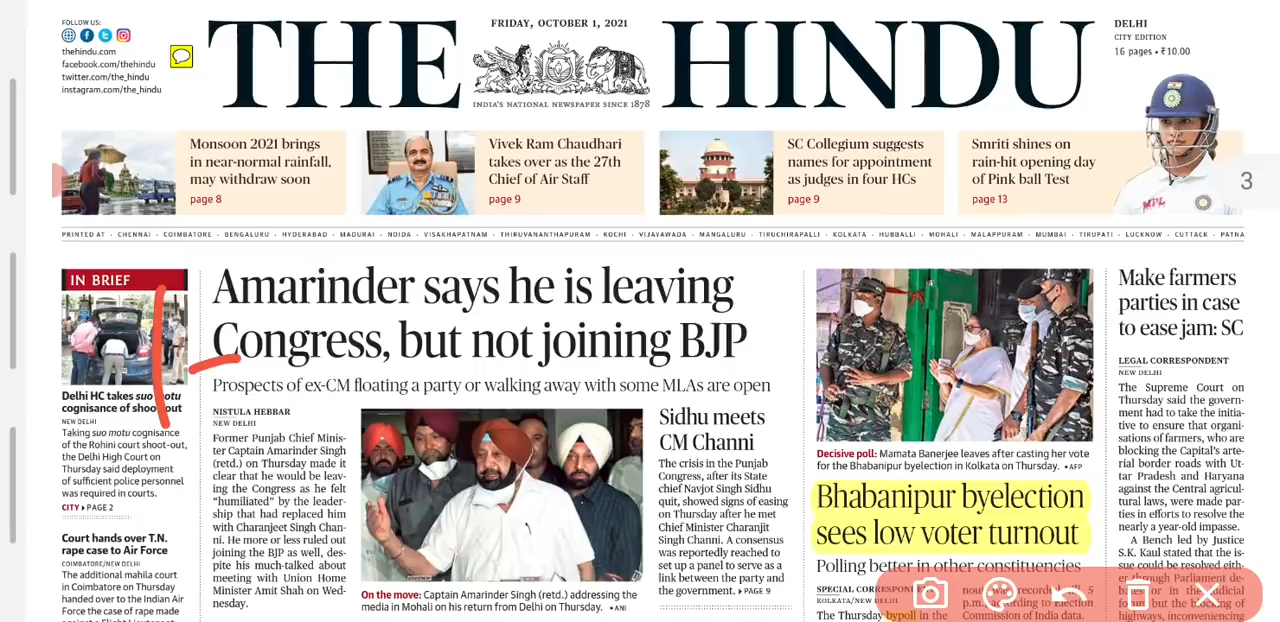 FOLLOW US:
thehindu.com
facebook.com/thehindu
twitter.com/the_hindu
instagram.com/the_hindu
THE HINDU
FRIDAY, OCTOBER 1, 2021
INDIA'S NATIONAL NEWSPAPER SINCE 1878
DELHI
CITY EDITION
16 pages • ₹10.00
Monsoon 2021 brings
in near-normal rainfall,
may withdraw soon
page 8
Vivek Ram Chaudhari
takes over as the 27th
Chief of Air Staff
page 9
SC Collegium suggests
names for appointment
as judges in four HCs
page 9
Smriti shines on
rain-hit opening day
of Pink ball Test
page 13
3
PRINTED AT · CHENNAI · COIMBATORE · BENGALURU · HYDERABAD · MADURAI · NOIDA · VISAKHAPATNAM · THIRUVANANTHAPURAM · KOCHI · VIJAYAWADA · MANGALURU · TIRUCHIRAPALLI · KOLKATA · HUBBALLI · MOHALI · MALAPPURAM · MUMBAI · TIRUPATI · LUCKNOW · CUTTACK · PATNA
IN BRIEF
Delhi HC takes suo motu
cognisance of shoot-out
NEW DELHI
Taking suo motu cognisance
of the Rohini court shoot-out,
the Delhi High Court on
Thursday said deployment
of sufficient police personnel
was required in courts.
CITY ▸ PAGE 2
Court hands over T.N.
rape case to Air Force
COIMBATORE/NEW DELHI
The additional mahila court
in Coimbatore on Thursday
handed over to the Indian Air
Force the case of rape made
Amarinder says he is leaving
Congress, but not joining BJP
Prospects of ex-CM floating a party or walking away with some MLAs are open
NISTULA HEBBAR
NEW DELHI
Former Punjab Chief Minis-
ter Captain Amarinder Singh
(retd.) on Thursday made it
clear that he would be leav-
ing the Congress as he felt
"humiliated" by the leader-
ship that had replaced him
with Charanjeet Singh Chan-
ni. He more or less ruled out
joining the BJP as well, des-
pite his much-talked about
meeting with Union Home
Minister Amit Shah on Wed-
nesday.
On the move: Captain Amarinder Singh (retd.) addressing the
media in Mohali on his return from Delhi on Thursday. • ANI
Sidhu meets
CM Channi
The crisis in the Punjab
Congress, after its State
chief Navjot Singh Sidhu
quit, showed signs of easing
on Thursday after he met
Chief Minister Charanjit
Singh Channi. A consensus
was reportedly reached to
set up a panel to serve as a
link between the party and
the government. ▸ PAGE 9
Decisive poll: Mamata Banerjee leaves after casting her vote
for the Bhabanipur byelection in Kolkata on Thursday. • AFP
Bhabanipur byelection
sees low voter turnout
Polling better in other constituencies
SPECIAL
KOLKATA/NEW DELHI
The Thursday bypoll in the
p.m., according to Election
Commission of India data.
Make farmers
parties in case
to ease jam: SC
LEGAL CORRESPONDENT
NEW DELHI
The Supreme Court on
Thursday said the govern-
ment had to take the initia-
tive to ensure that organi-
sations of farmers, who are
blocking the Capital's arte-
rial border roads with Ut-
tar Pradesh and Haryana
against the Central agricul-
tural laws, were made par-
ties in efforts to resolve the
nearly a year-old impasse.
A Bench led by Justice
S.K. Kaul stated that the is-
sue could be resolved eith-
er through Parliament de-
bates or in the judicial
forum but the blocking of
highways, inconveniencing